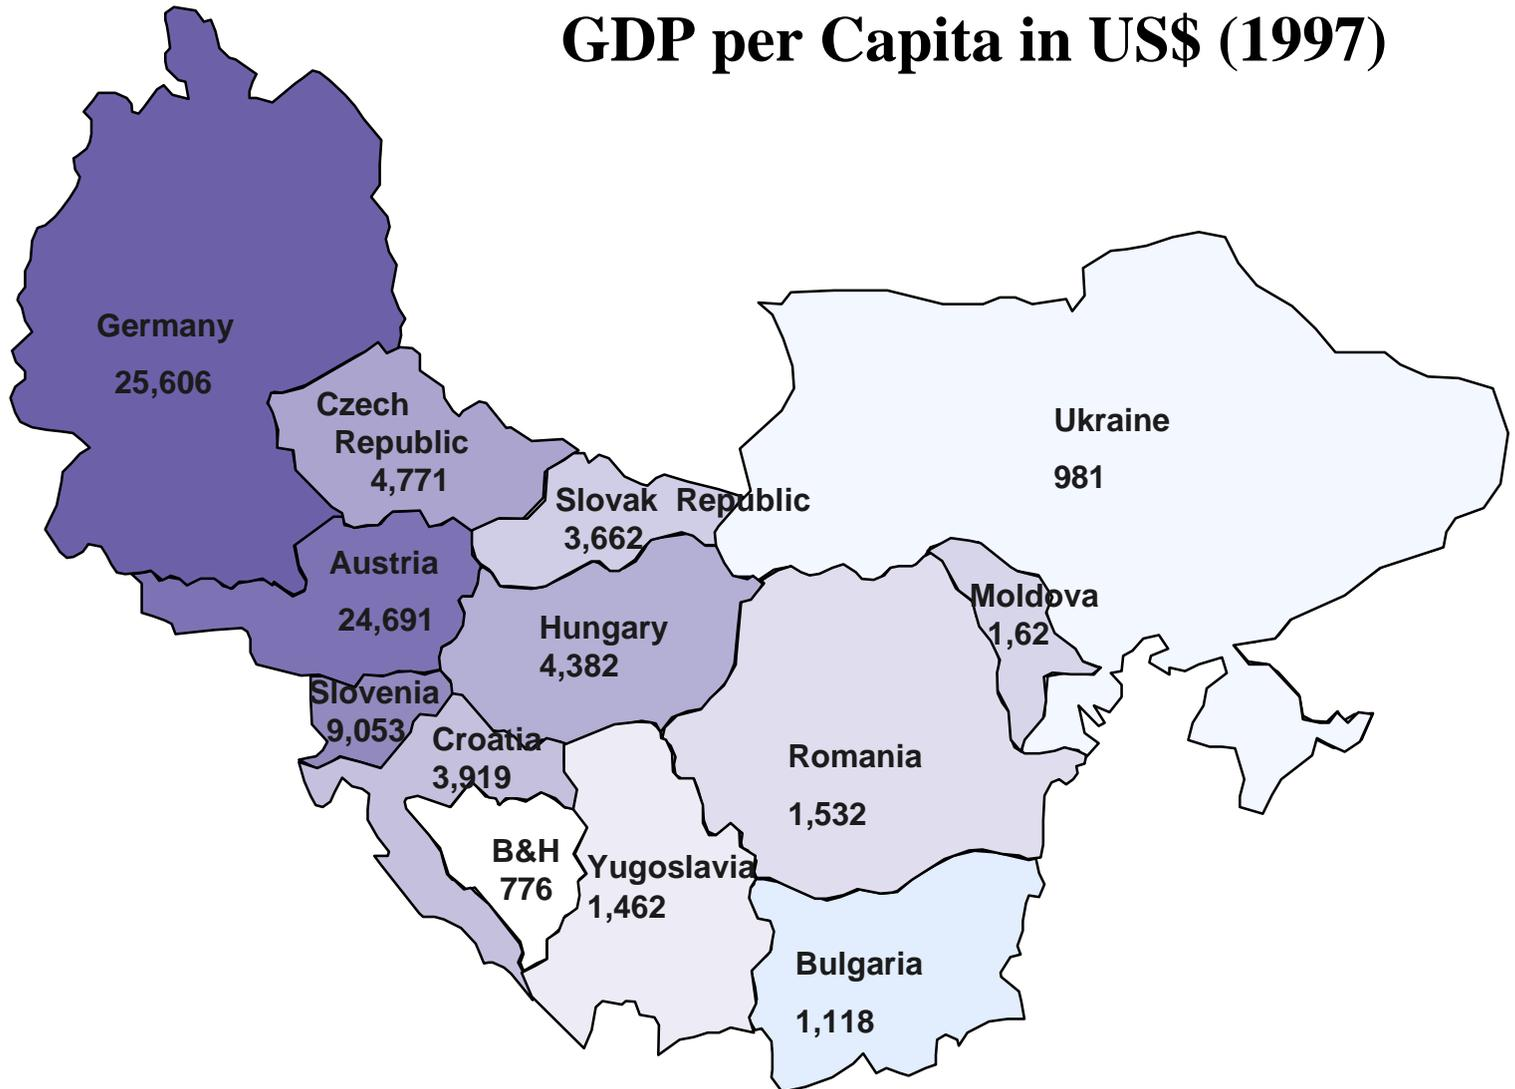 GDP per Capita in US$ (1997)
Germany
25,606
Czech
Republic
4,771
Slovak Republic
3,662
Ukraine
981
Austria
24,691
Hungary
4,382
Moldova
1,62
Slovenia
9,053
Croatia
3,919
Romania
1,532
B&H
776
Yugoslavia
1,462
Bulgaria
1,118